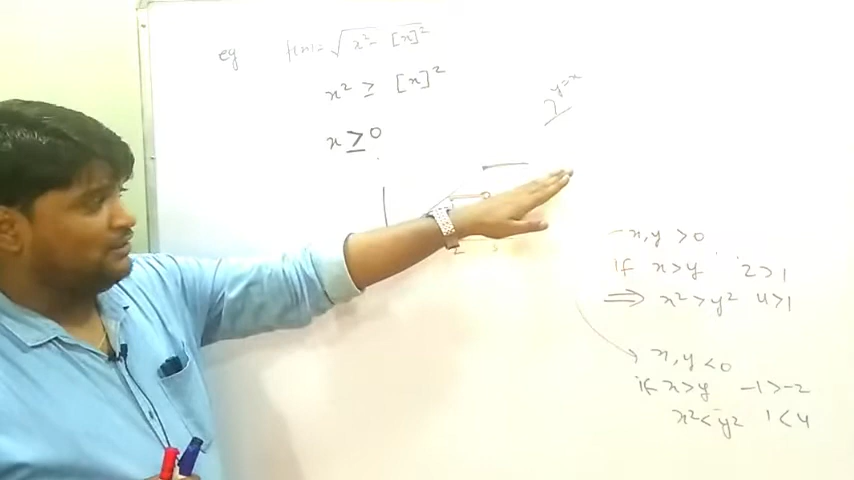 eg f(x) = √x² - [x]²
x² ≥ [x]²
x ≥ 0
y=x
x, y > 0
if x > y 2 > 1
⇒ x² > y² 4 > 1
x, y < 0
if x > y -1 > -2
x² < y² 1 < 4